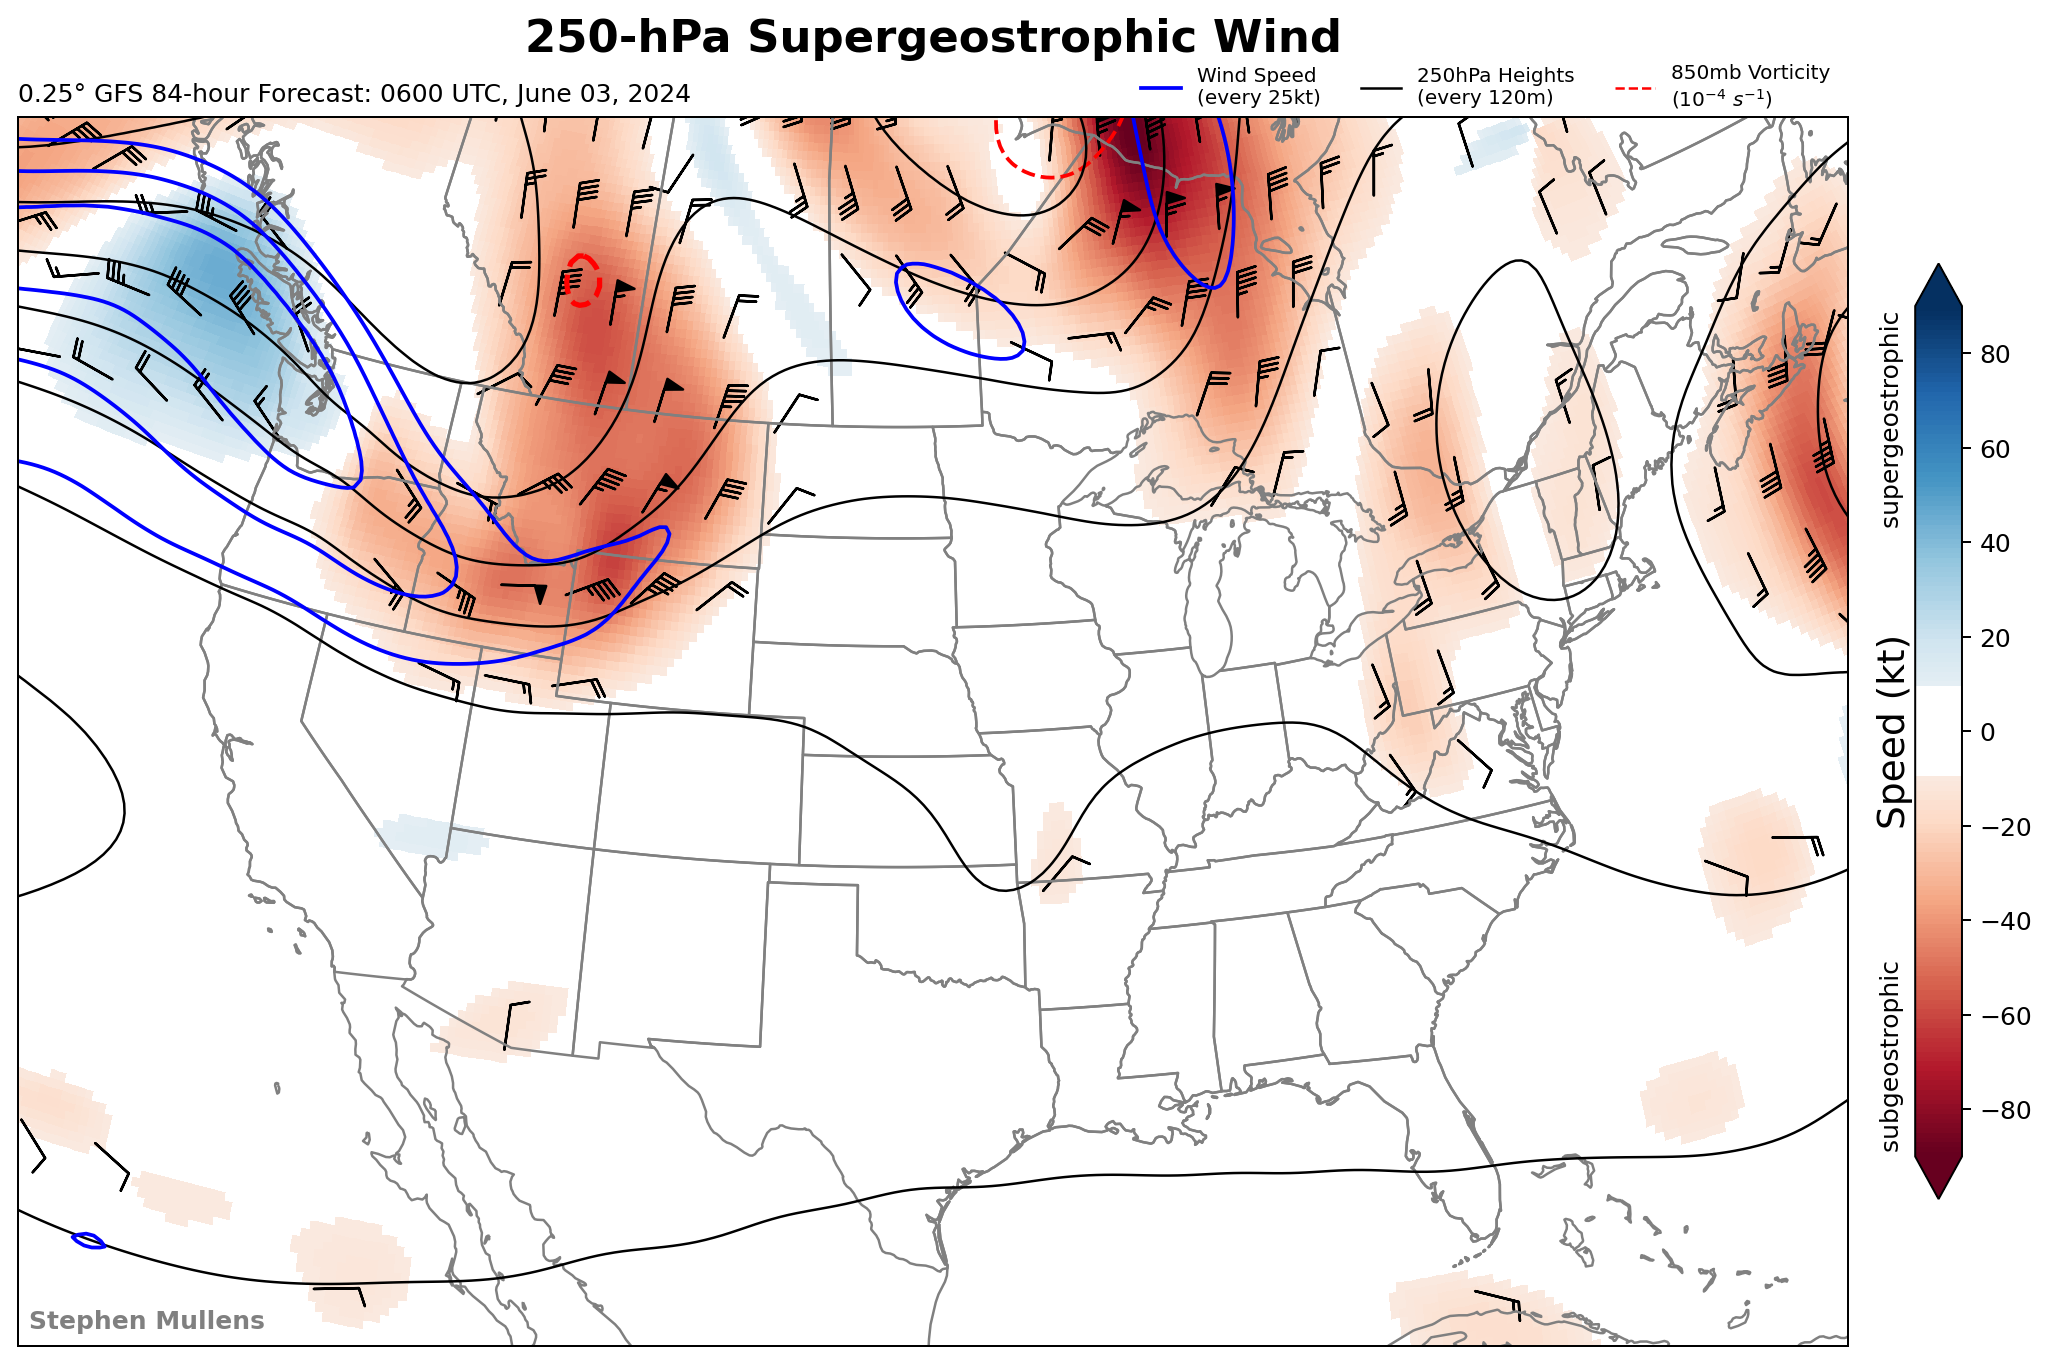 250-hPa Supergeostrophic Wind
0.25° GFS 84-hour Forecast: 0600 UTC, June 03, 2024
Wind Speed
(every 25kt)
250hPa Heights
(every 120m)
850mb Vorticity
(10⁻⁴ s⁻¹)
supergeostrophic
Speed (kt)
subgeostrophic
80
60
40
20
0
−20
−40
−60
−80
Stephen Mullens